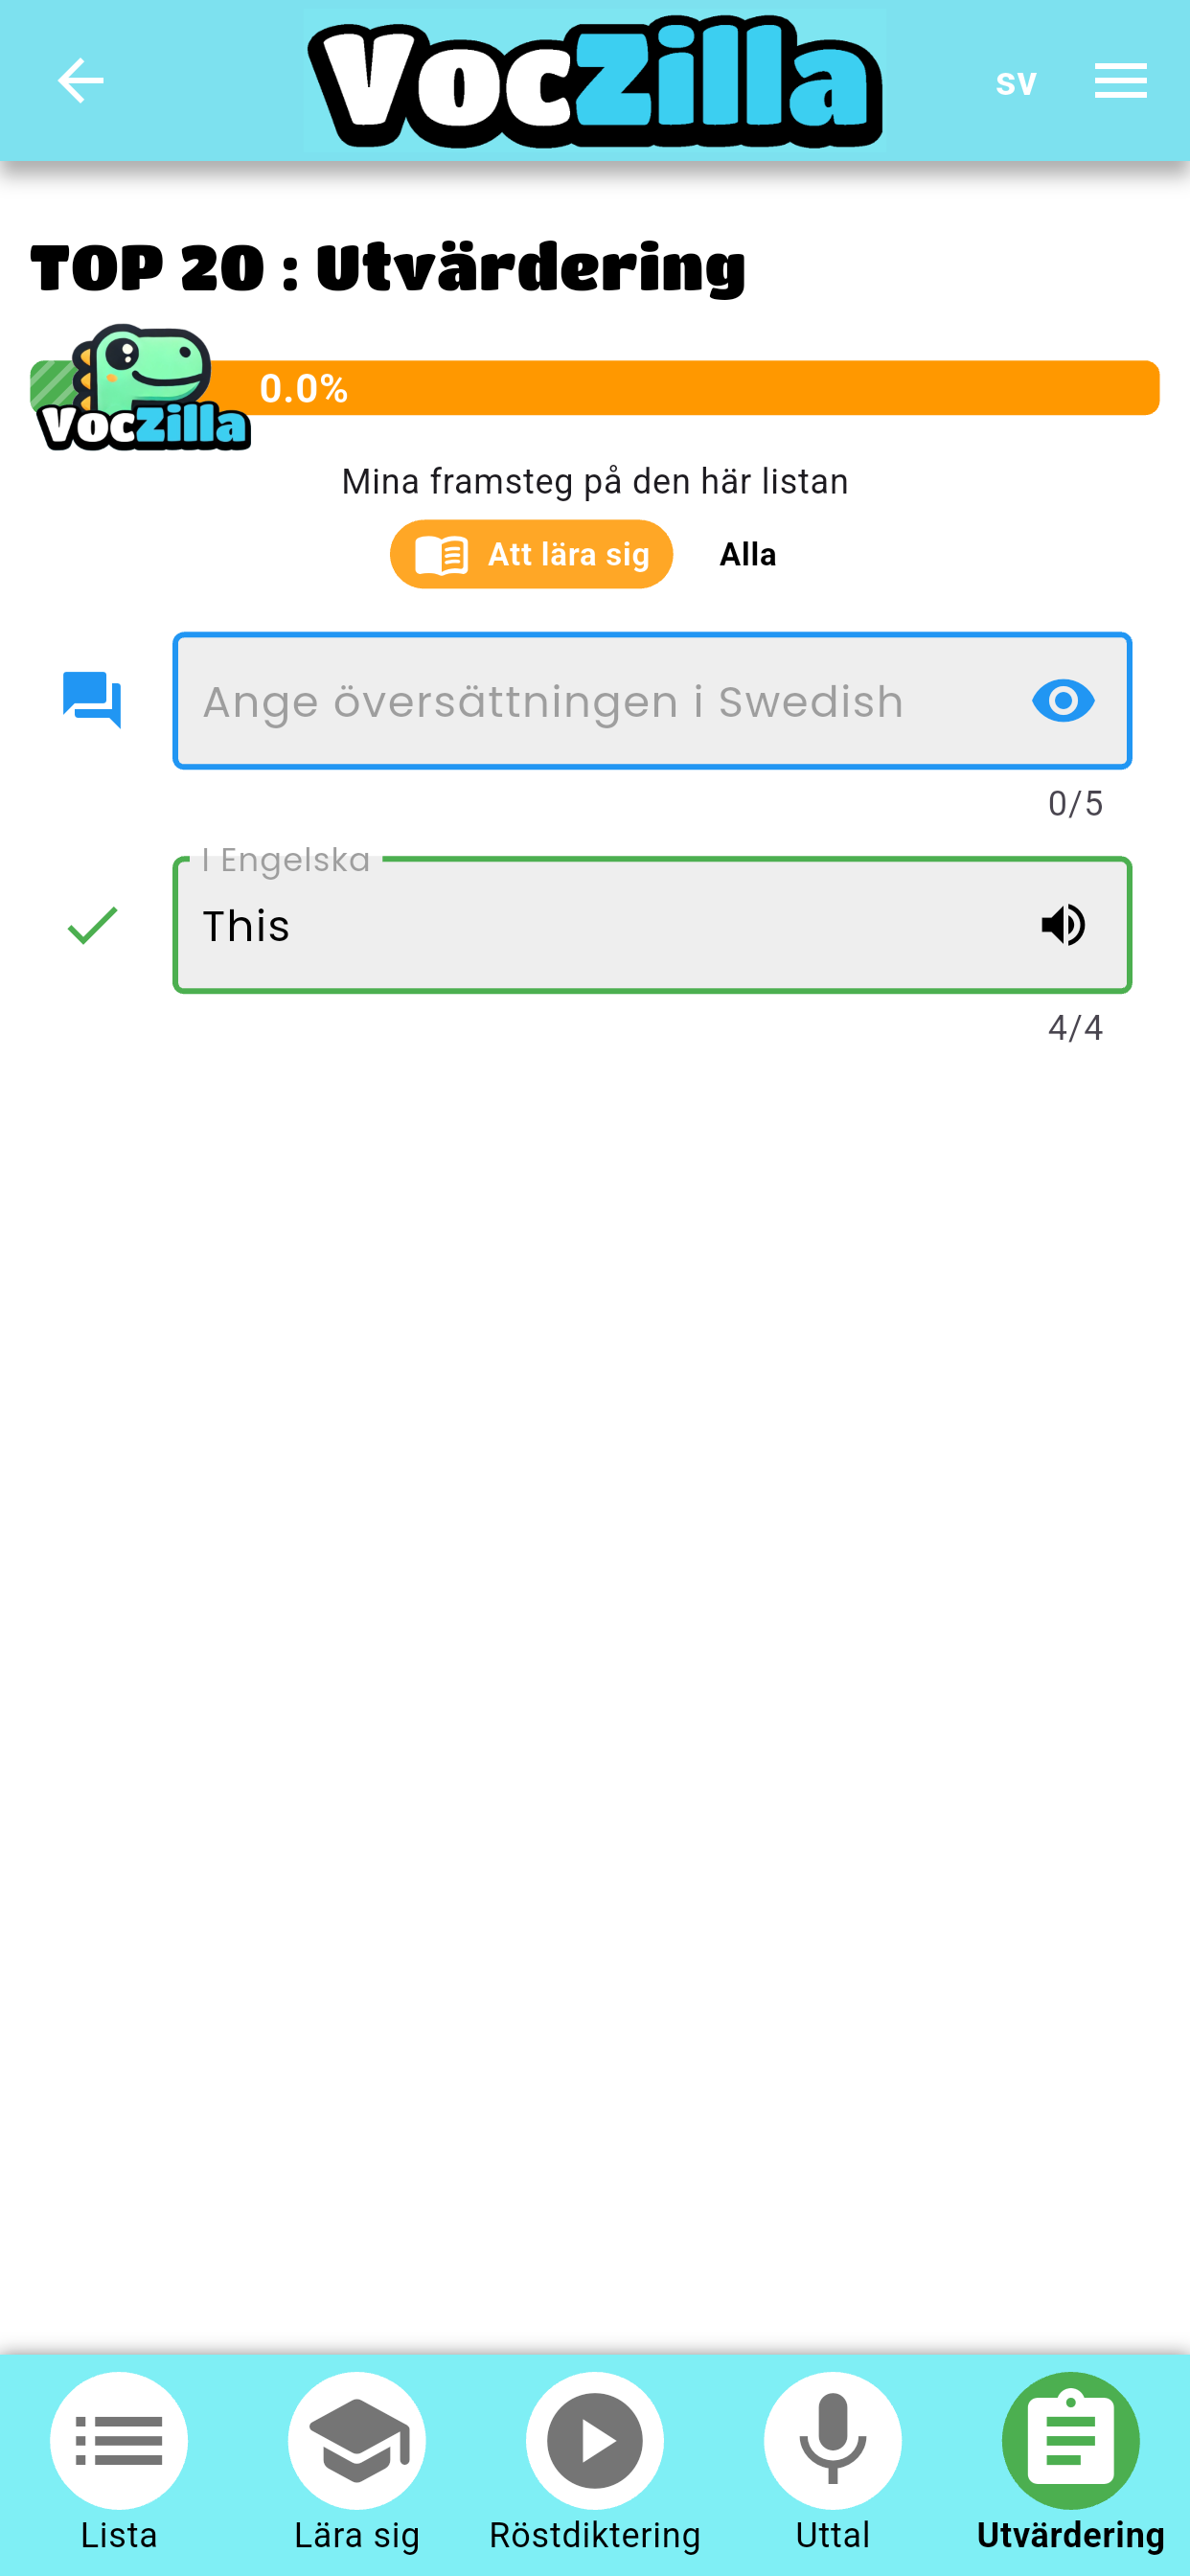 VocZilla
sv
TOP 20 : Utvärdering
0.0%
VocZilla
Mina framsteg på den här listan
Att lära sig
Alla
Ange översättningen i Swedish
0/5
I Engelska
This
4/4
Lista
Lära sig
Röstdiktering
Uttal
Utvärdering